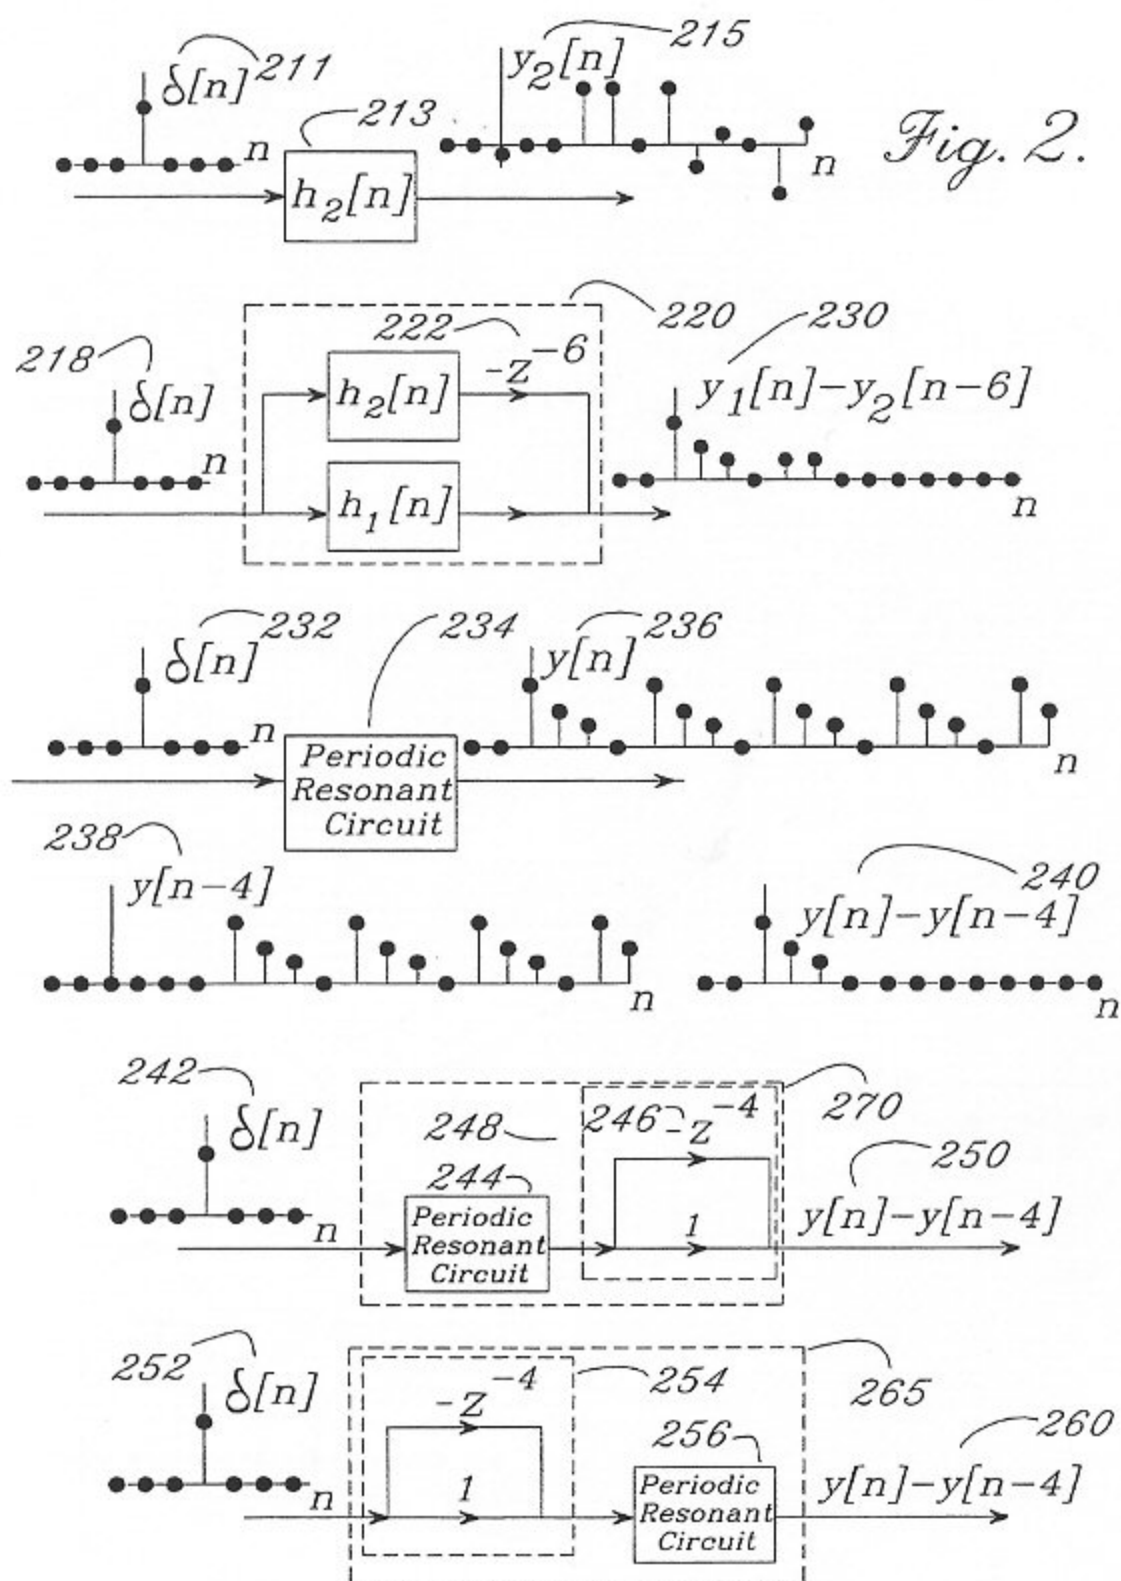 δ[n] 211
213
y₂[n] 215
Fig. 2.
n
h₂[n]
n
218
δ[n]
n
222
-z⁻⁶
220
h₂[n]
h₁[n]
230
y₁[n]-y₂[n-6]
n
δ[n] 232
n
234
Periodic
Resonant
Circuit
y[n] 236
n
238
y[n-4]
n
240
y[n]-y[n-4]
n
242
δ[n]
n
248
246
-z⁻⁴
270
244
Periodic
Resonant
Circuit
1
250
y[n]-y[n-4]
252
δ[n]
n
-z⁻⁴
1
254
265
256
Periodic
Resonant
Circuit
260
y[n]-y[n-4]